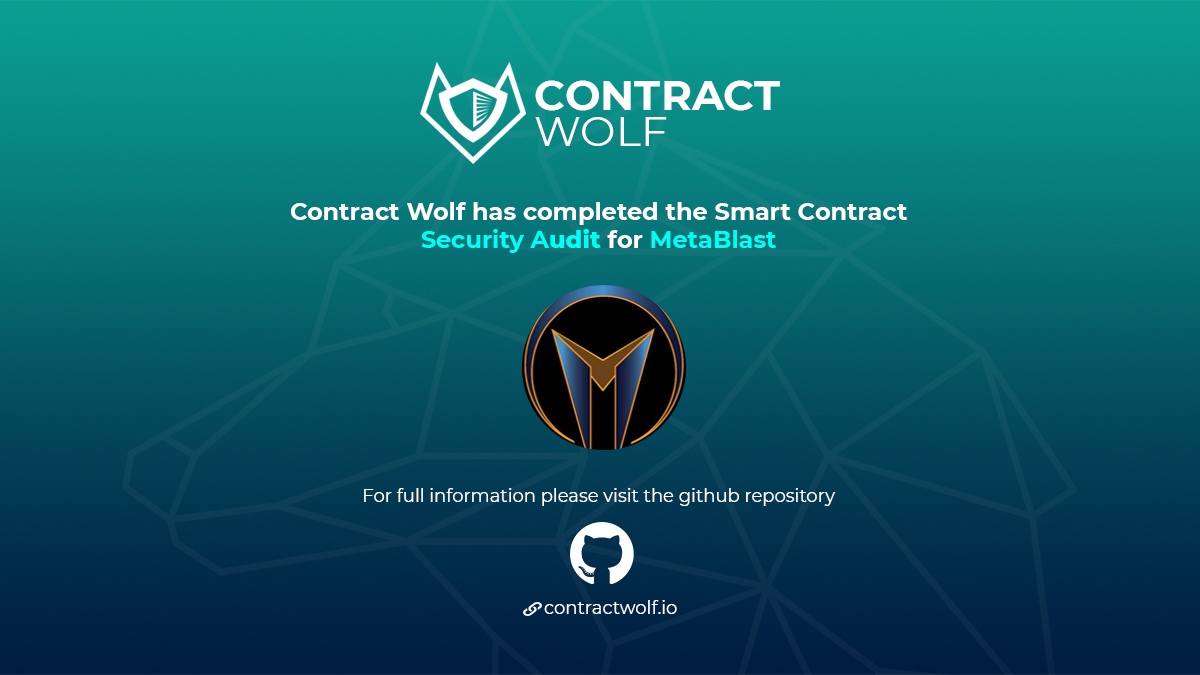 CONTRACT
WOLF
Contract Wolf has completed the Smart Contract
Security Audit for MetaBlast
For full information please visit the github repository
contractwolf.io